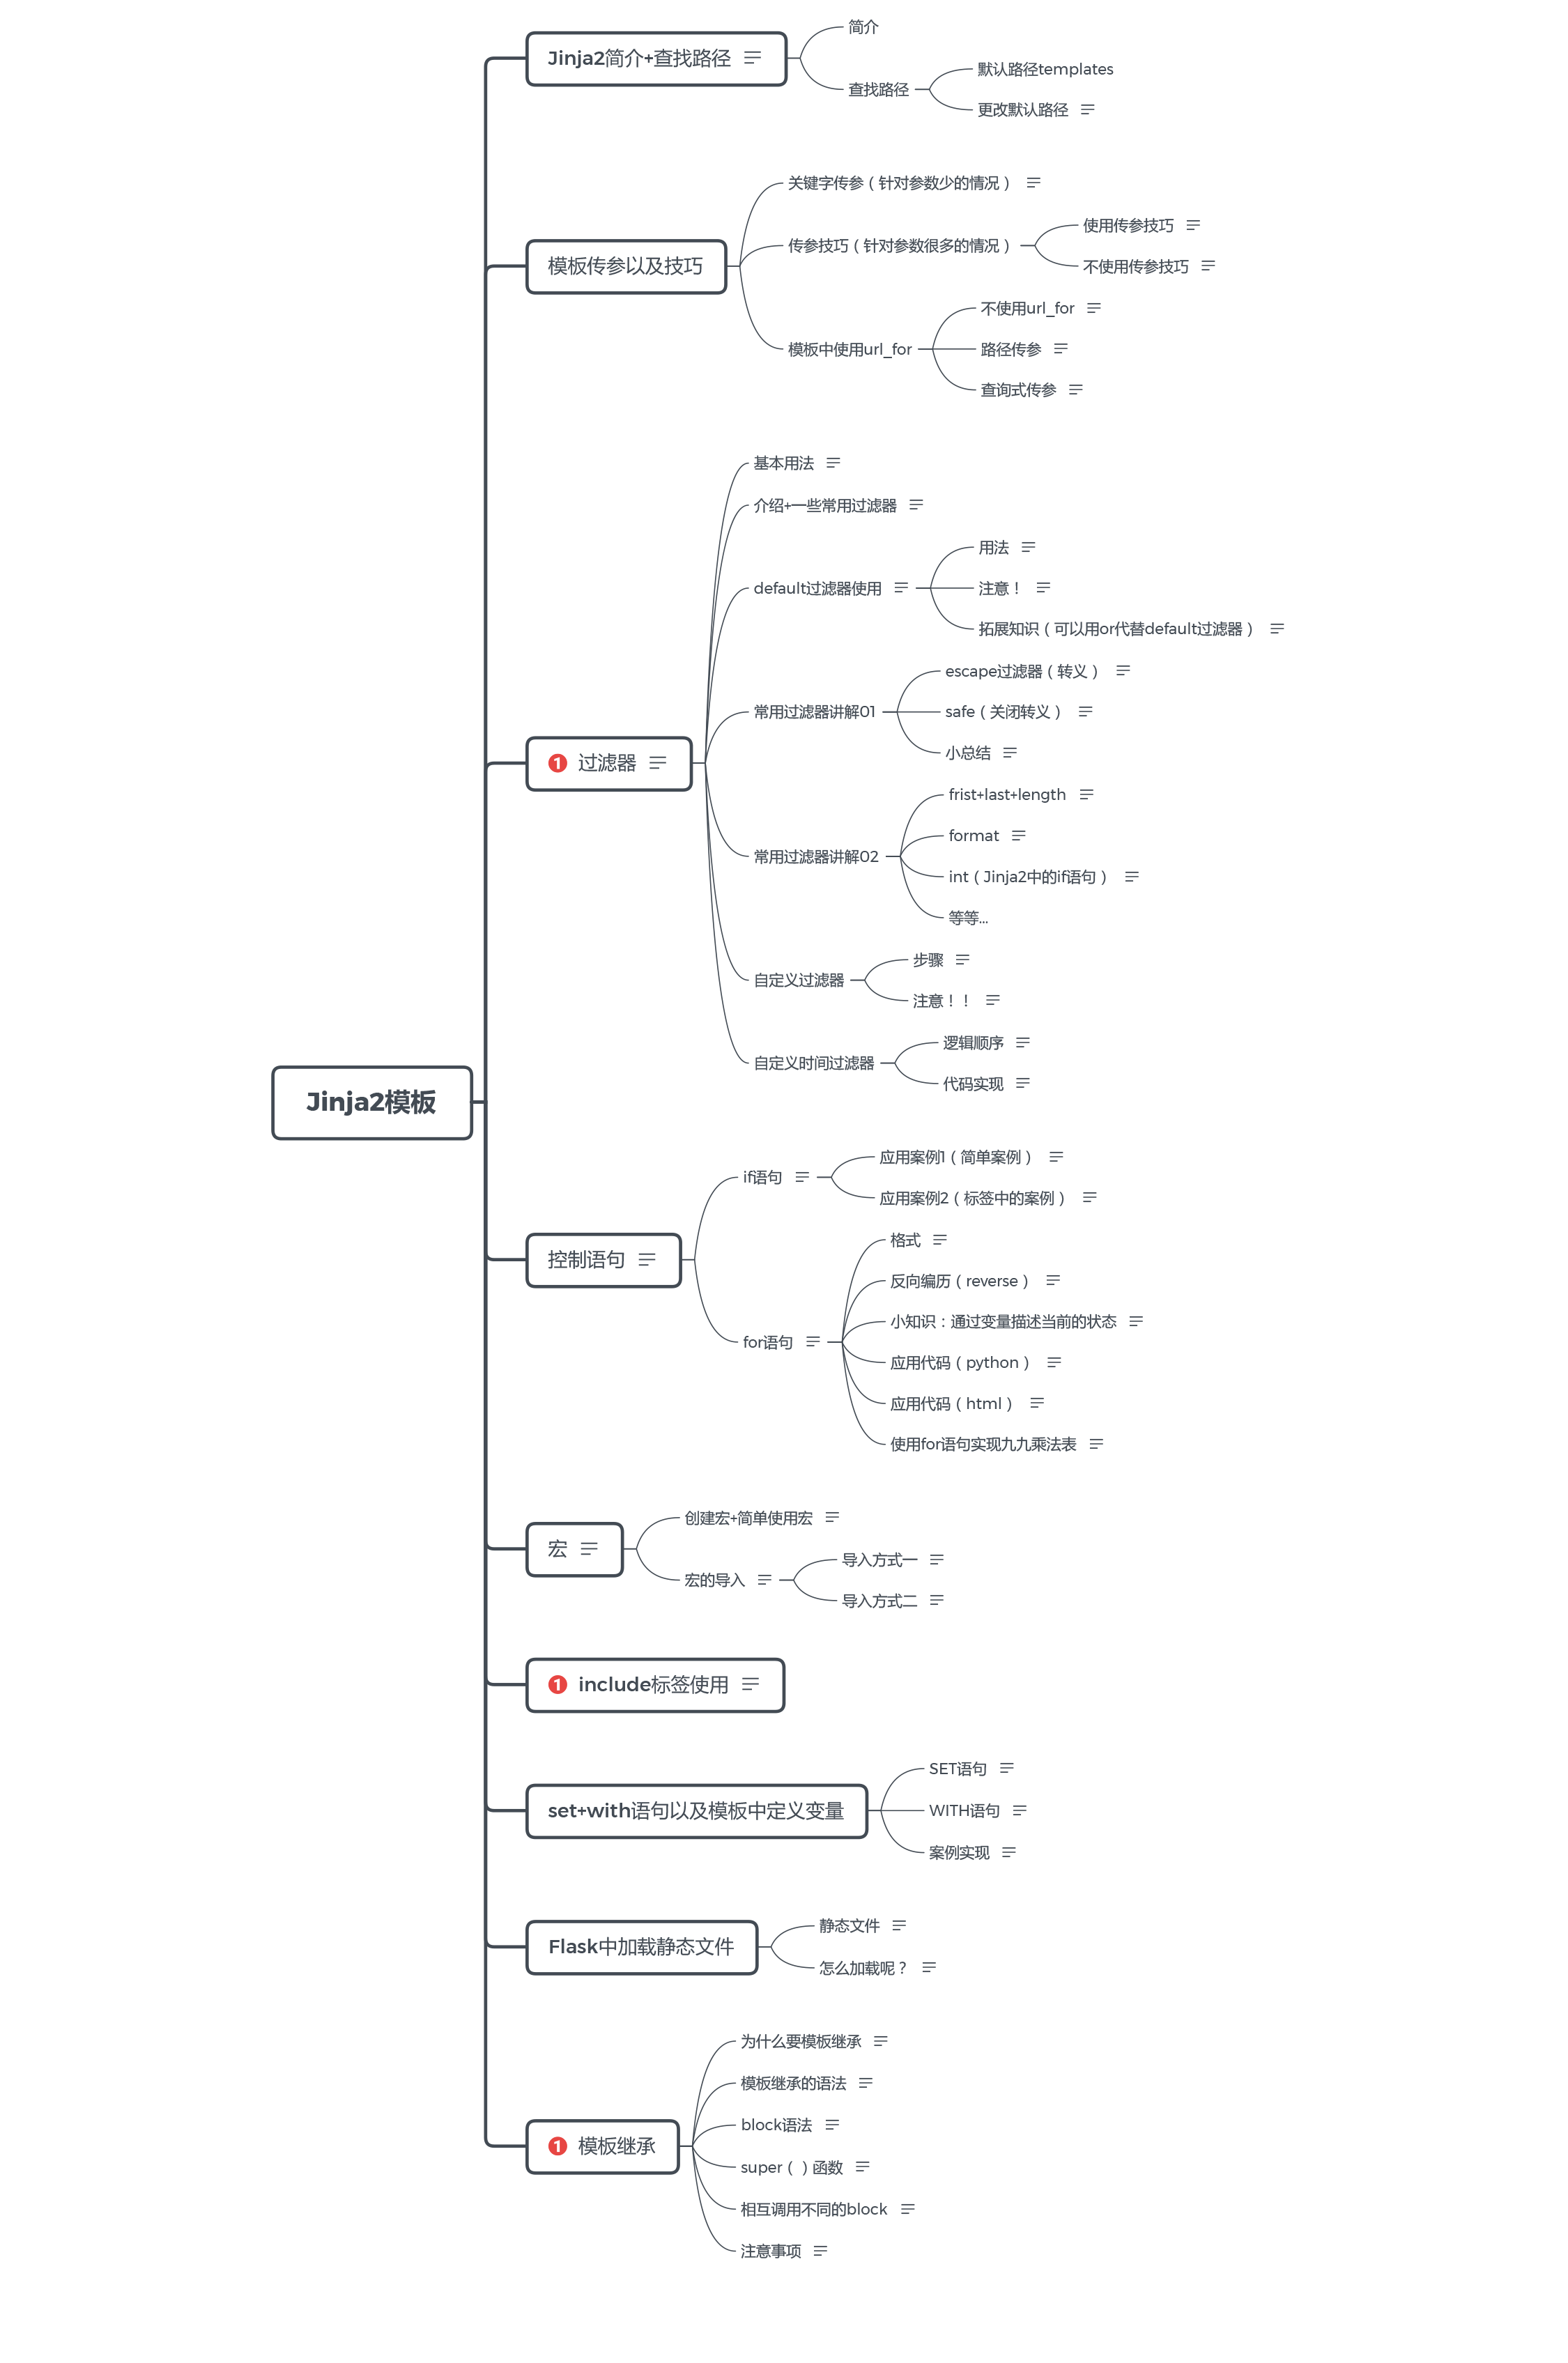 Jinja2模板
Jinja2简介+查找路径
简介
查找路径
默认路径templates
更改默认路径
模板传参以及技巧
关键字传参（针对参数少的情况）
传参技巧（针对参数很多的情况）
使用传参技巧
不使用传参技巧
模板中使用url_for
不使用url_for
路径传参
查询式传参
1 过滤器
基本用法
介绍+一些常用过滤器
default过滤器使用
用法
注意！
拓展知识（可以用or代替default过滤器）
常用过滤器讲解01
escape过滤器（转义）
safe（关闭转义）
小总结
常用过滤器讲解02
frist+last+length
format
int（Jinja2中的if语句）
等等...
自定义过滤器
步骤
注意！！
自定义时间过滤器
逻辑顺序
代码实现
控制语句
if语句
应用案例1（简单案例）
应用案例2（标签中的案例）
for语句
格式
反向编历（reverse）
小知识：通过变量描述当前的状态
应用代码（python）
应用代码（html）
使用for语句实现九九乘法表
宏
创建宏+简单使用宏
宏的导入
导入方式一
导入方式二
1 include标签使用
set+with语句以及模板中定义变量
SET语句
WITH语句
案例实现
Flask中加载静态文件
静态文件
怎么加载呢？
1 模板继承
为什么要模板继承
模板继承的语法
block语法
super（）函数
相互调用不同的block
注意事项